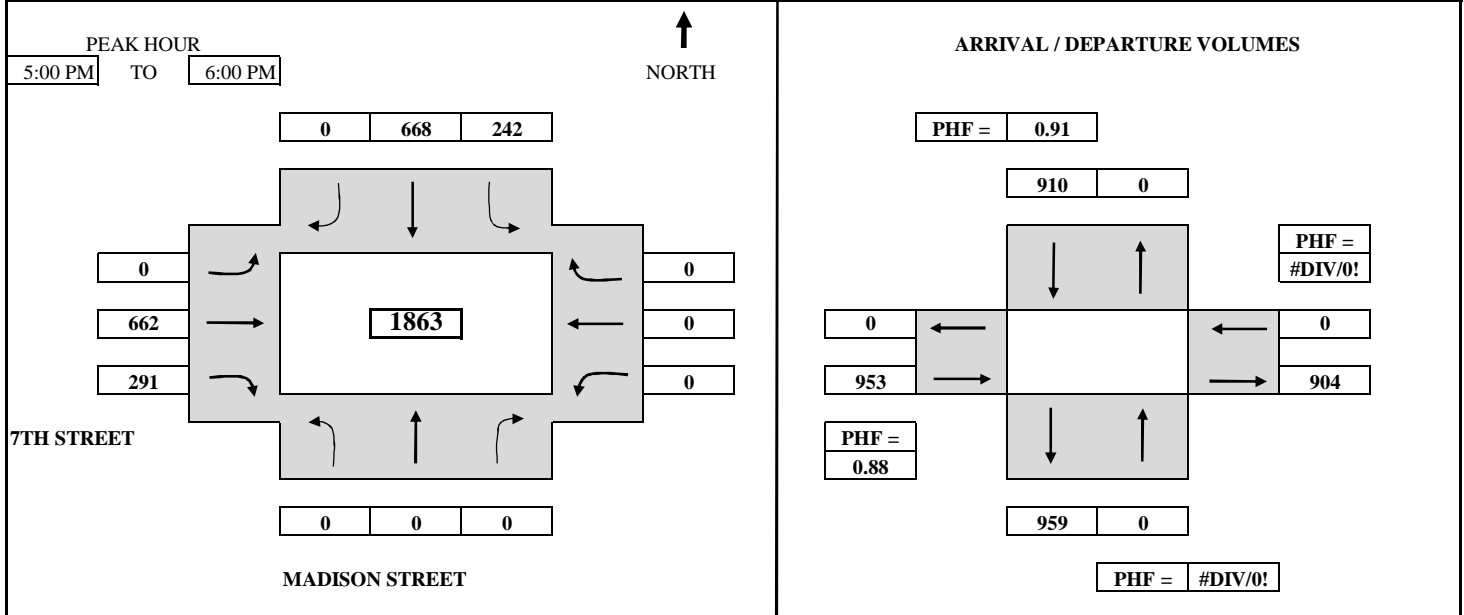 PEAK HOUR
5:00 PM TO 6:00 PM
NORTH
0 668 242
0
662
291
1863
0
0
0
7TH STREET
0 0 0
MADISON STREET
ARRIVAL / DEPARTURE VOLUMES
PHF = 0.91
910 0
PHF =
#DIV/0!
0 0
953 904
PHF =
0.88
959 0
PHF = #DIV/0!